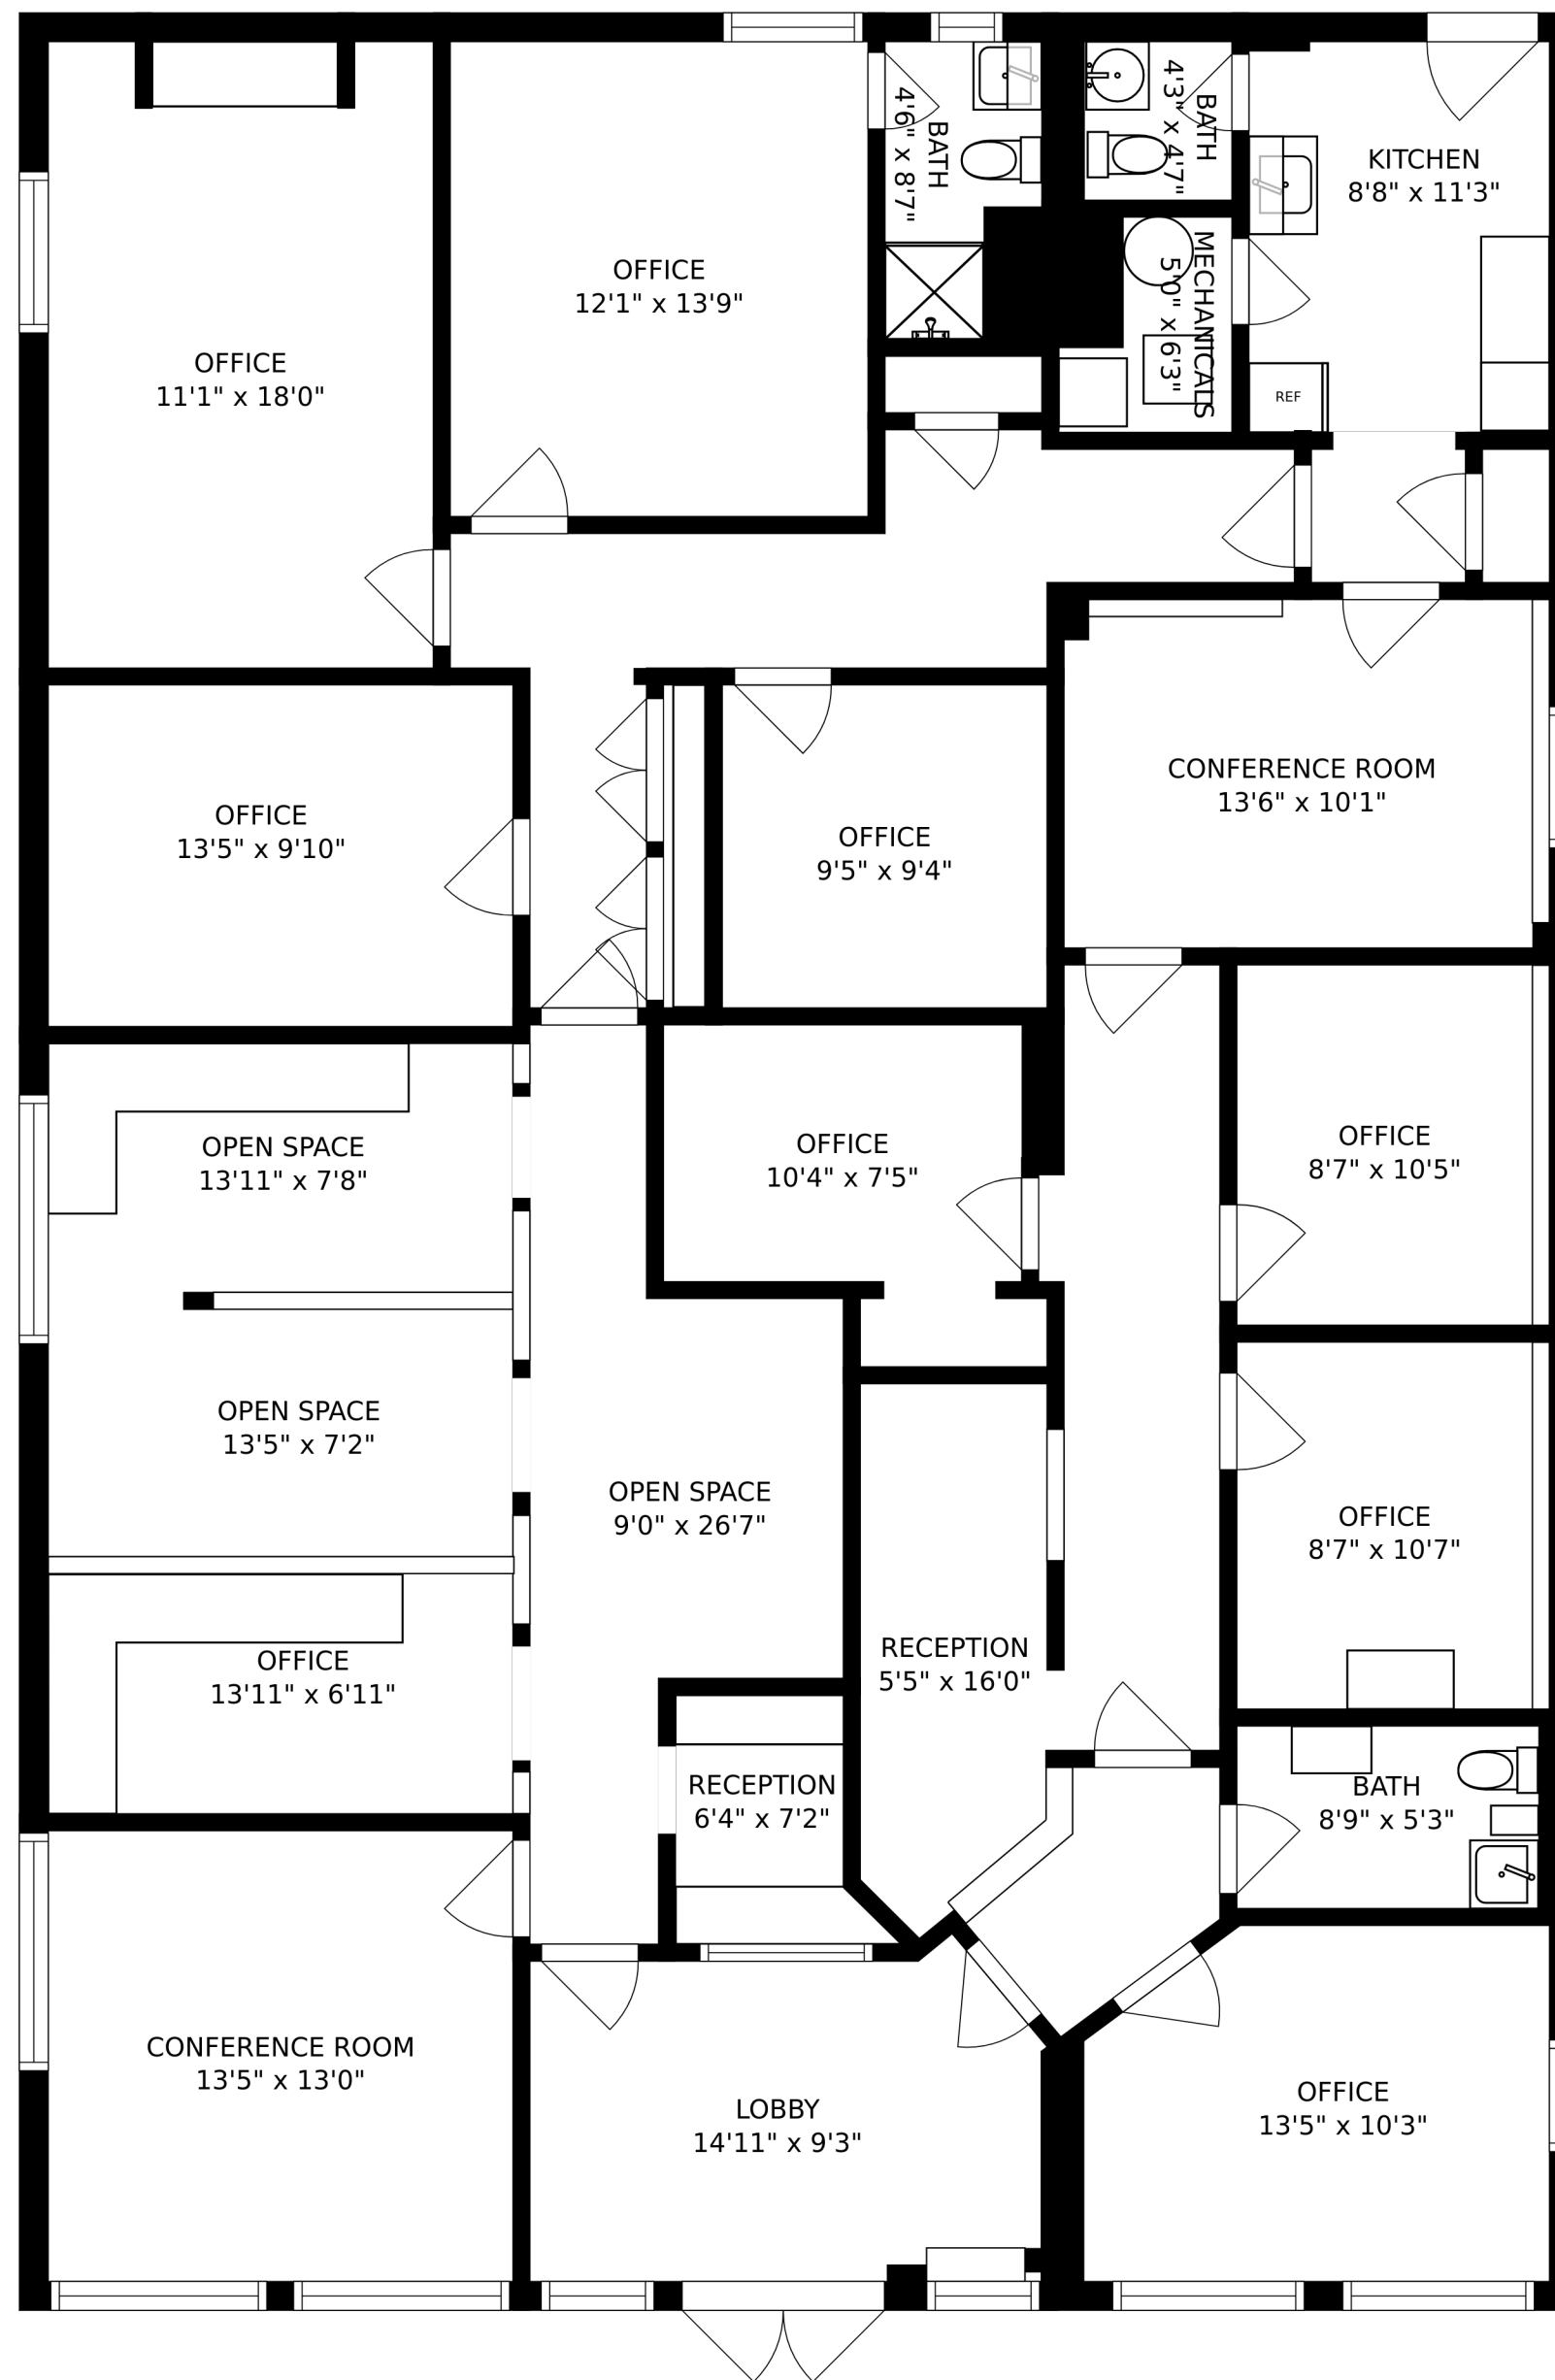 BATH
4'6" x 8'7"
BATH
4'3" x 4'7"
KITCHEN
8'8" x 11'3"
OFFICE
12'1" x 13'9"
MECHANICALS
5'0" x 6'3"
OFFICE
11'1" x 18'0"
REF
CONFERENCE ROOM
13'6" x 10'1"
OFFICE
13'5" x 9'10"
OFFICE
9'5" x 9'4"
OFFICE
8'7" x 10'5"
OFFICE
10'4" x 7'5"
OPEN SPACE
13'11" x 7'8"
OPEN SPACE
13'5" x 7'2"
OPEN SPACE
9'0" x 26'7"
OFFICE
8'7" x 10'7"
RECEPTION
5'5" x 16'0"
OFFICE
13'11" x 6'11"
RECEPTION
6'4" x 7'2"
BATH
8'9" x 5'3"
CONFERENCE ROOM
13'5" x 13'0"
OFFICE
13'5" x 10'3"
LOBBY
14'11" x 9'3"